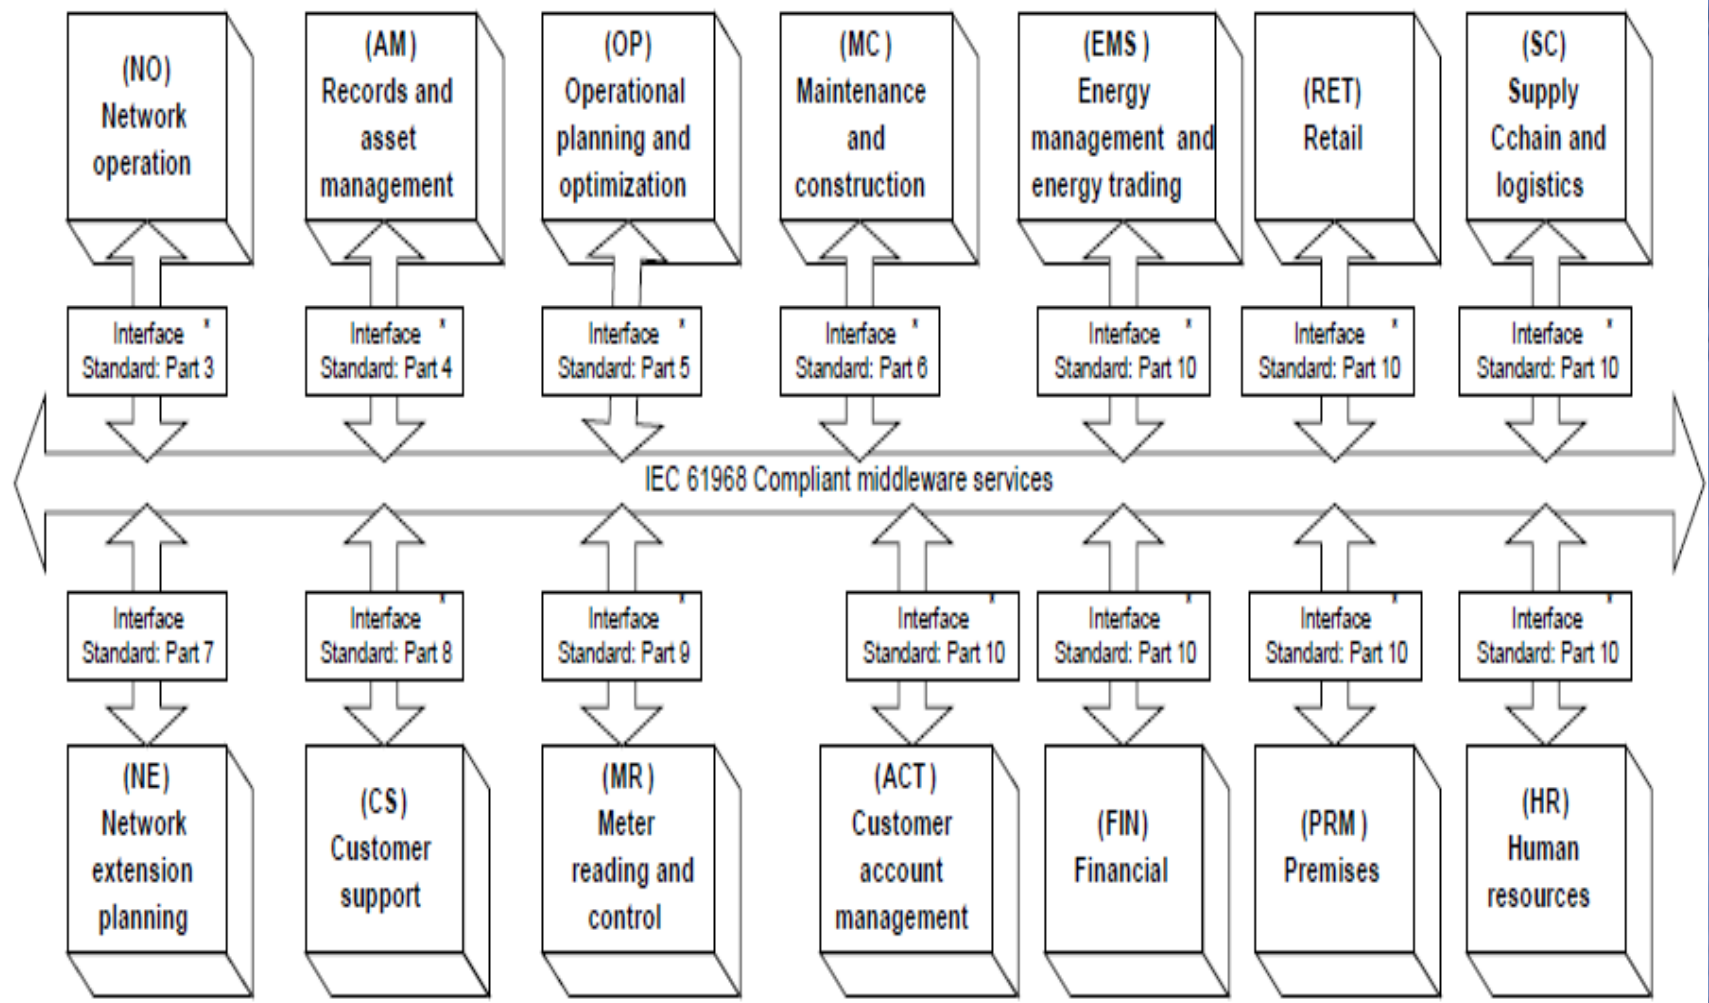 (NO)
Network
operation
(AM)
Records and
asset
management
(OP)
Operational
planning and
optimization
(MC)
Maintenance
and
construction
(EMS )
Energy
management and
energy trading
(RET)
Retail
(SC)
Supply
Cchain and
logistics
Interface *
Standard: Part 3
Interface *
Standard: Part 4
Interface *
Standard: Part 5
Interface *
Standard: Part 6
Interface *
Standard: Part 10
Interface *
Standard: Part 10
Interface *
Standard: Part 10
IEC 61968 Compliant middleware services
Interface
Standard: Part 7
Interface *
Standard: Part 8
Interface *
Standard: Part 9
Interface *
Standard: Part 10
Interface *
Standard: Part 10
Interface *
Standard: Part 10
Interface *
Standard: Part 10
(NE)
Network
extension
planning
(CS)
Customer
support
(MR )
Meter
reading and
control
(ACT)
Customer
account
management
(FIN)
Financial
(PRM )
Premises
(HR)
Human
resources